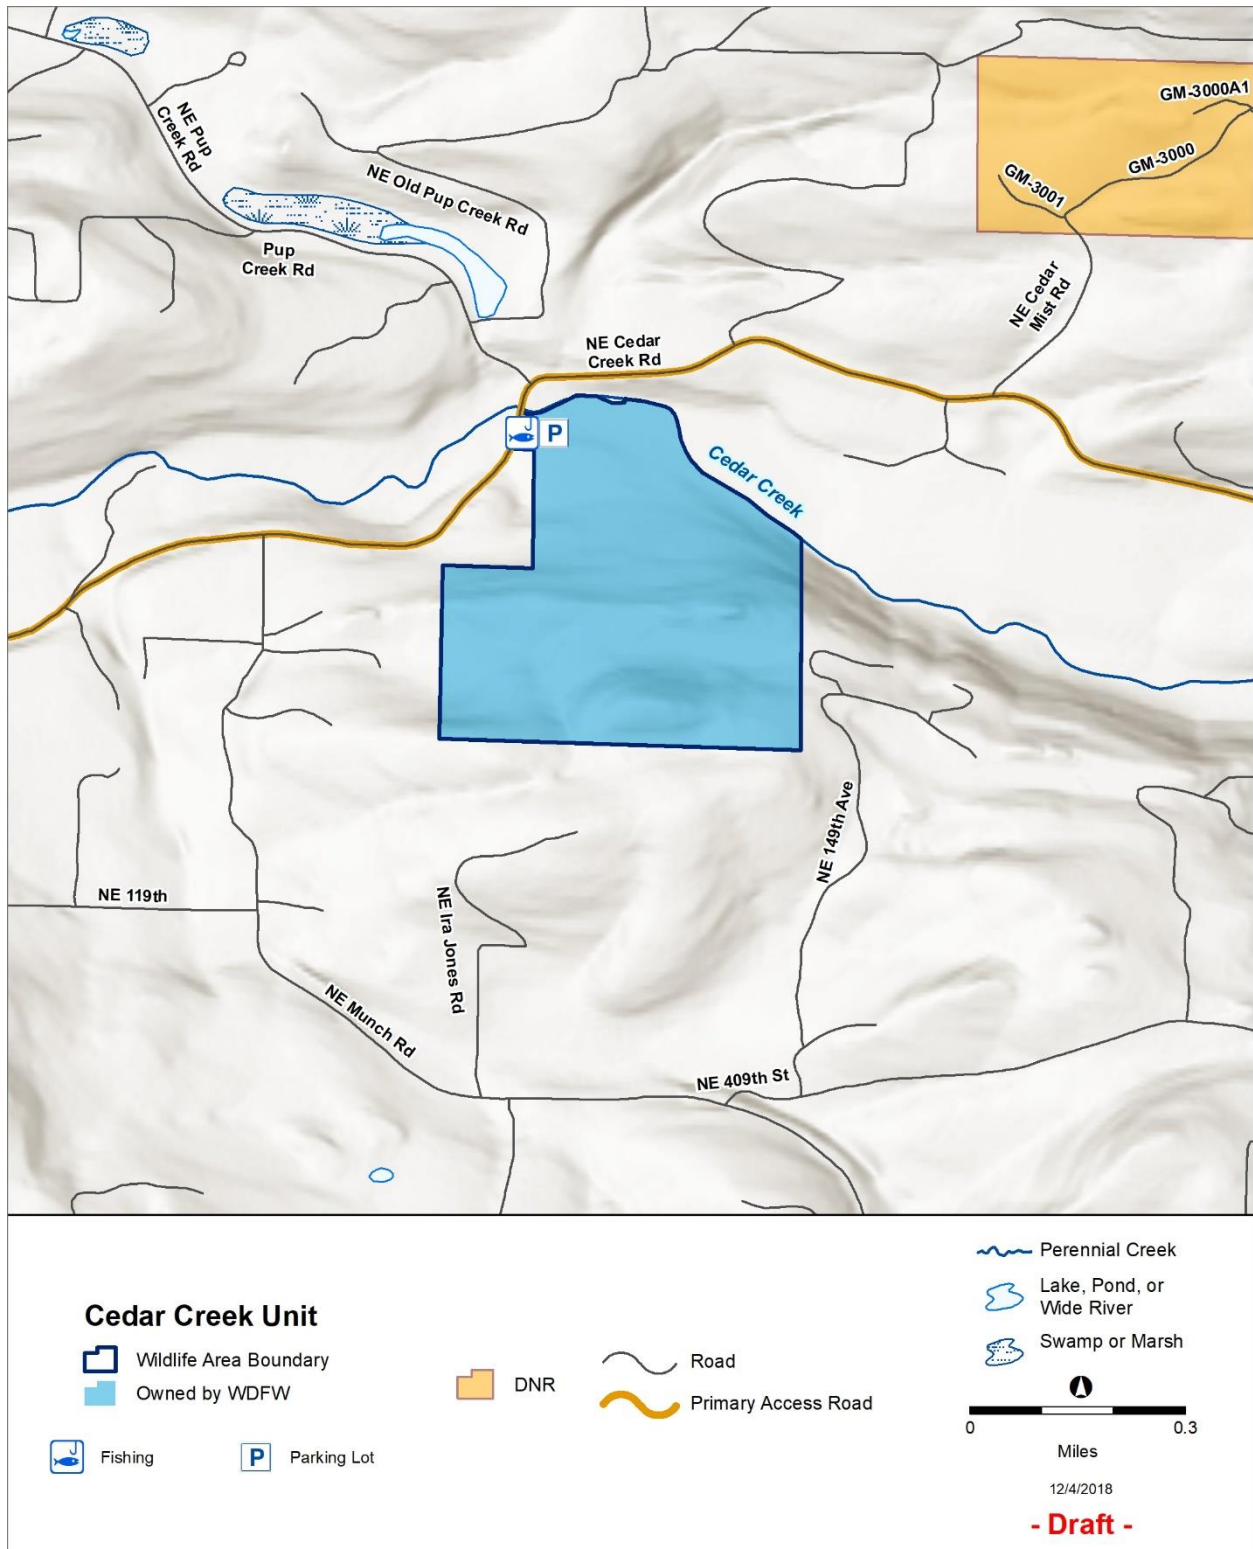 GM-3000A1
NE Pup
Creek Rd
GM-3000
NE Old Pup Creek Rd
GM-3001
Pup
Creek Rd
NE Cedar
Mist Rd
NE Cedar
Creek Rd
P
Cedar Creek
NE 149th Ave
NE 119th
NE Ira Jones Rd
NE Munch Rd
NE 409th St
Cedar Creek Unit
Wildlife Area Boundary
Owned by WDFW
Fishing
P
Parking Lot
DNR
Road
Primary Access Road
Perennial Creek
Lake, Pond, or
Wide River
Swamp or Marsh
0
0.3
Miles
12/4/2018
- Draft -